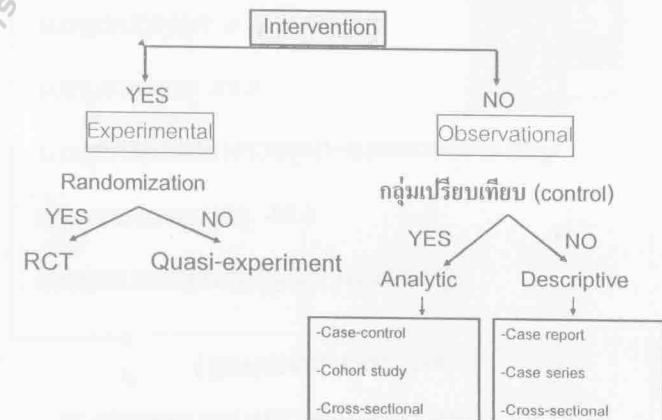 Intervention
YES
NO
Experimental
Observational
Randomization
กลุ่มเปรียบเทียบ (control)
YES
NO
YES
NO
RCT
Quasi-experiment
Analytic
Descriptive
-Case-control
-Cohort study
-Cross-sectional
-Case report
-Case series
-Cross-sectional